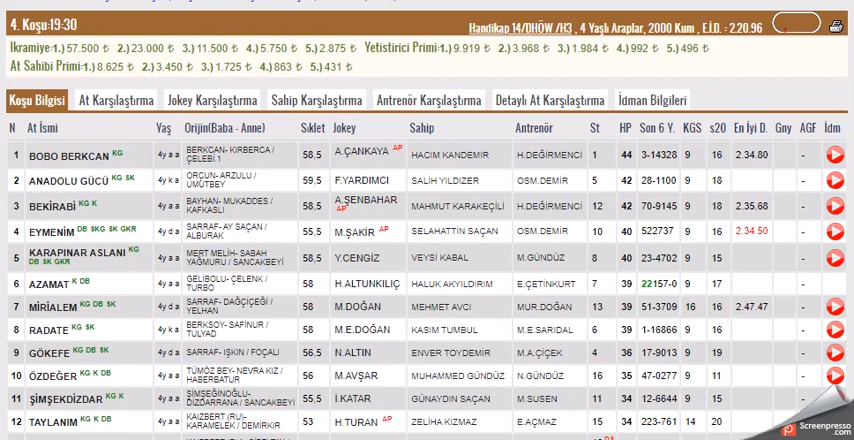 4. Koşu:19:30
Handikap 14/DHÖW /H3 , 4 Yaşlı Araplar, 2000 Kum , E.İ.D. : 2.20.96
İkramiye:1.) 57.500 ₺ 2.) 23.000 ₺ 3.) 11.500 ₺ 4.) 5.750 ₺ 5.) 2.875 ₺ Yetistirici Primi:1.) 9.919 ₺ 2.) 3.968 ₺ 3.) 1.984 ₺ 4.) 992 ₺ 5.) 496 ₺
At Sahibi Primi:1.) 8.625 ₺ 2.) 3.450 ₺ 3.) 1.725 ₺ 4.) 863 ₺ 5.) 431 ₺
Koşu Bilgisi At Karşılaştırma Jokey Karşılaştırma Sahip Karşılaştırma Antrenör Karşılaştırma Detaylı At Karşılaştırma İdman Bilgileri
N At İsmi Yaş Orijin(Baba - Anne) Sıklet Jokey Sahip Antrenör St HP Son 6 Y. KGS s20 En İyi D. Gny AGF İdm
1 BOBO BERKCAN KG 4y a a BERKCAN- KIRBERCA / ÇELEBİ.1 58,5 A.ÇANKAYA AP HACIM KANDEMİR H.DEĞİRMENCİ 1 44 3-14328 9 16 2.34.80 -
2 ANADOLU GÜCÜ KG SK 4y k a ORÇUN- ARZULU / UMUTBEY 59,5 F.YARDIMCI SALİH YILDIZER OSM.DEMİR 5 42 28-1100 9 18 -
3 BEKİRABİ KG K 4y a a BAYHAN- MUKADDES / KAFKASLI 58,5 A.ŞENBAHAR AP MAHMUT KARAKEÇİLİ H.DEĞİRMENCİ 12 42 70-9145 9 18 2.35.68 -
4 EYMENİM DB SKG SK GKR 4y d a SARRAF- AY SAÇAN / ALBURAK 55,5 M.ŞAKİR AP SELAHATTİN SAÇAN OSM.DEMİR 10 40 522737 9 16 2.34.50 -
5 KARAPINAR ASLANI KG DB SK GKR 4y a a MERT MELİH- SABAH YAGMURU / SANCAKBEYİ 58 Y.CENGİZ VEYSİ KABAL M.GÜNDÜZ 8 40 23-4702 9 15 -
6 AZAMAT K DB 4y a a GELİBOLU- ÇELENK / TURBO 58 H.ALTUNKILIÇ HALUK AKYILDIRIM E.ÇETİNKURT 7 39 22157-0 9 17 -
7 MİRİALEM KG DB SK 4y d a SARRAF- DAĞÇİÇEĞİ / YELHAN 58 M.DOĞAN MEHMET AVCI MUR.DOĞAN 13 39 51-3709 16 16 2.47.47 -
8 RADATE KG SK 4y k a BERKSOY- SAFİNUR / TULYAD 58 M.E.DOĞAN KASIM TUMBUL M.E.SARIDAL 6 39 1-16866 9 16 -
9 GÖKEFE KG DB SK 4y d a SARRAF- IŞKIN / FOÇALI 56,5 N.ALTIN ENVER TOYDEMİR M.A.ÇİÇEK 4 36 17-9013 9 19 -
10 ÖZDEĞER KG K DB 4y a a TÜMÖZ BEY- NEVRA KIZ / HABERBATUR 56 M.AVŞAR MUHAMMED GÜNDÜZ N.GÜNDÜZ 16 35 47-0277 9 11 -
11 ŞİMŞEKDİZDAR KG K 4y a a ŞİMŞEĞİNOĞLU- DİZDARRANA / SANCAKBEYİ 55,5 İ.KATAR GÜNAYDIN SAÇAN M.SUSEN 11 34 12-6644 9 15 -
12 TAYLANIM K DB 4y a a KAIZBERT (RU)- KARAMELEK / DEMİRKIR 53 H.TURAN AP ZELİHA KIZMAZ E.AÇMAZ 15 34 223-761 14 20 -
Screenpresso.com